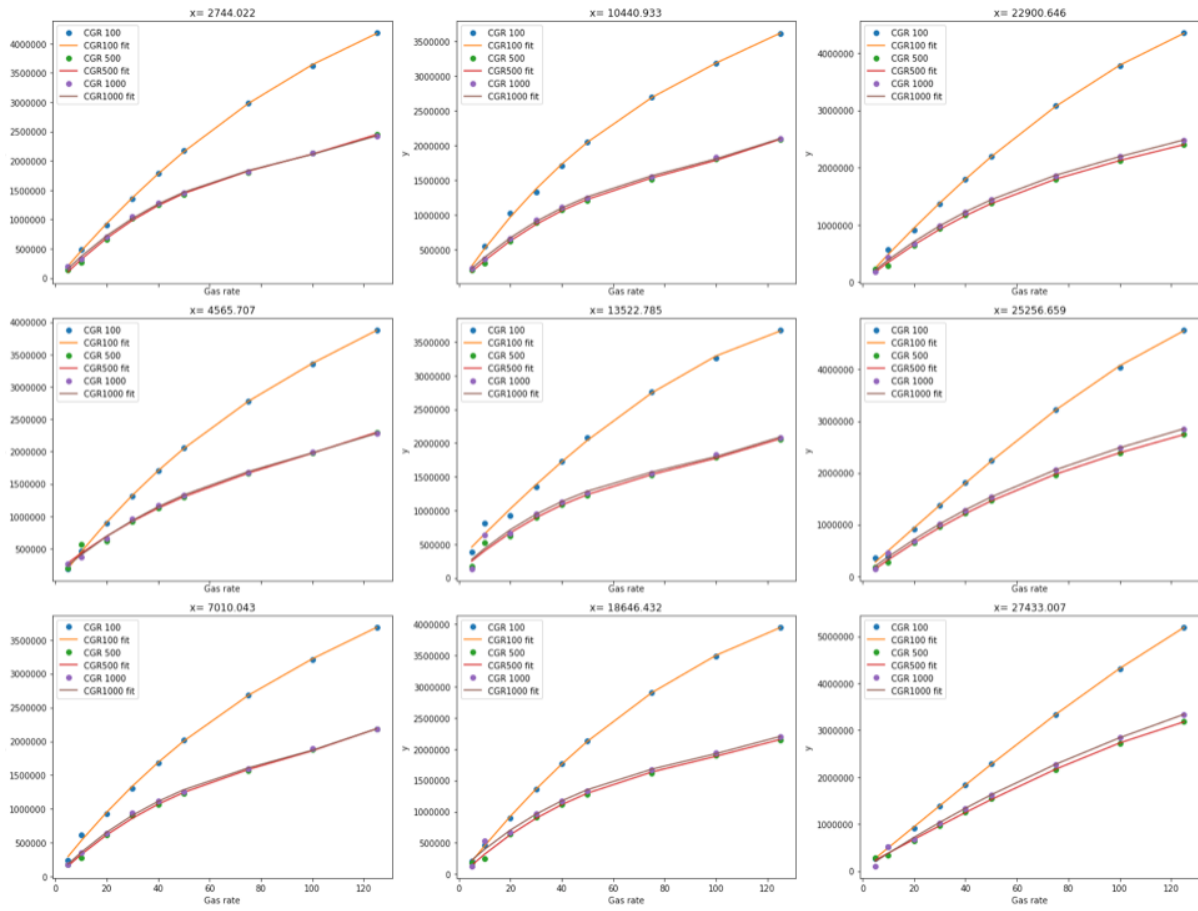 x= 2744.022
CGR 100
CGR100 fit
CGR 500
CGR500 fit
CGR 1000
CGR1000 fit
4000000
3500000
3000000
2500000
2000000
1500000
1000000
500000
0
Gas rate
x= 10440.933
CGR 100
CGR100 fit
CGR 500
CGR500 fit
CGR 1000
CGR1000 fit
3500000
3000000
2500000
2000000
1500000
1000000
500000
y
Gas rate
x= 22900.646
CGR 100
CGR100 fit
CGR 500
CGR500 fit
CGR 1000
CGR1000 fit
4000000
3000000
2000000
1000000
0
y
Gas rate
x= 4565.707
CGR 100
CGR100 fit
CGR 500
CGR500 fit
CGR 1000
CGR1000 fit
4000000
3500000
3000000
2500000
2000000
1500000
1000000
500000
Gas rate
x= 13522.785
CGR 100
CGR100 fit
CGR 500
CGR500 fit
CGR 1000
CGR1000 fit
3500000
3000000
2500000
2000000
1500000
1000000
500000
0
y
Gas rate
x= 25256.659
CGR 100
CGR100 fit
CGR 500
CGR500 fit
CGR 1000
CGR1000 fit
4000000
3000000
2000000
1000000
0
y
Gas rate
x= 7010.043
CGR 100
CGR100 fit
CGR 500
CGR500 fit
CGR 1000
CGR1000 fit
3500000
3000000
2500000
2000000
1500000
1000000
500000
0
0 20 40 60 80 100 120
Gas rate
x= 18646.432
CGR 100
CGR100 fit
CGR 500
CGR500 fit
CGR 1000
CGR1000 fit
4000000
3500000
3000000
2500000
2000000
1500000
1000000
500000
0
y
0 20 40 60 80 100 120
Gas rate
x= 27433.007
CGR 100
CGR100 fit
CGR 500
CGR500 fit
CGR 1000
CGR1000 fit
5000000
4000000
3000000
2000000
1000000
0
y
0 20 40 60 80 100 120
Gas rate